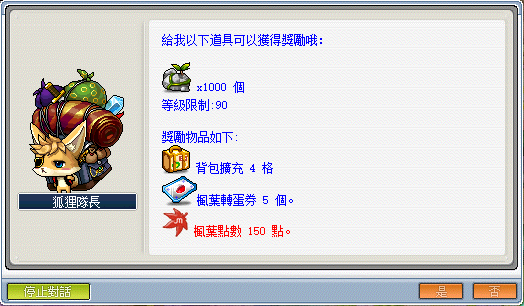 給我以下道具可以獲得獎勵哦:
x1000 個
等級限制:90
獎勵物品如下:
背包擴充 4 格
楓葉轉蛋券 5 個。
楓葉點數 150 點。
狐狸隊長
停止對話
是
否